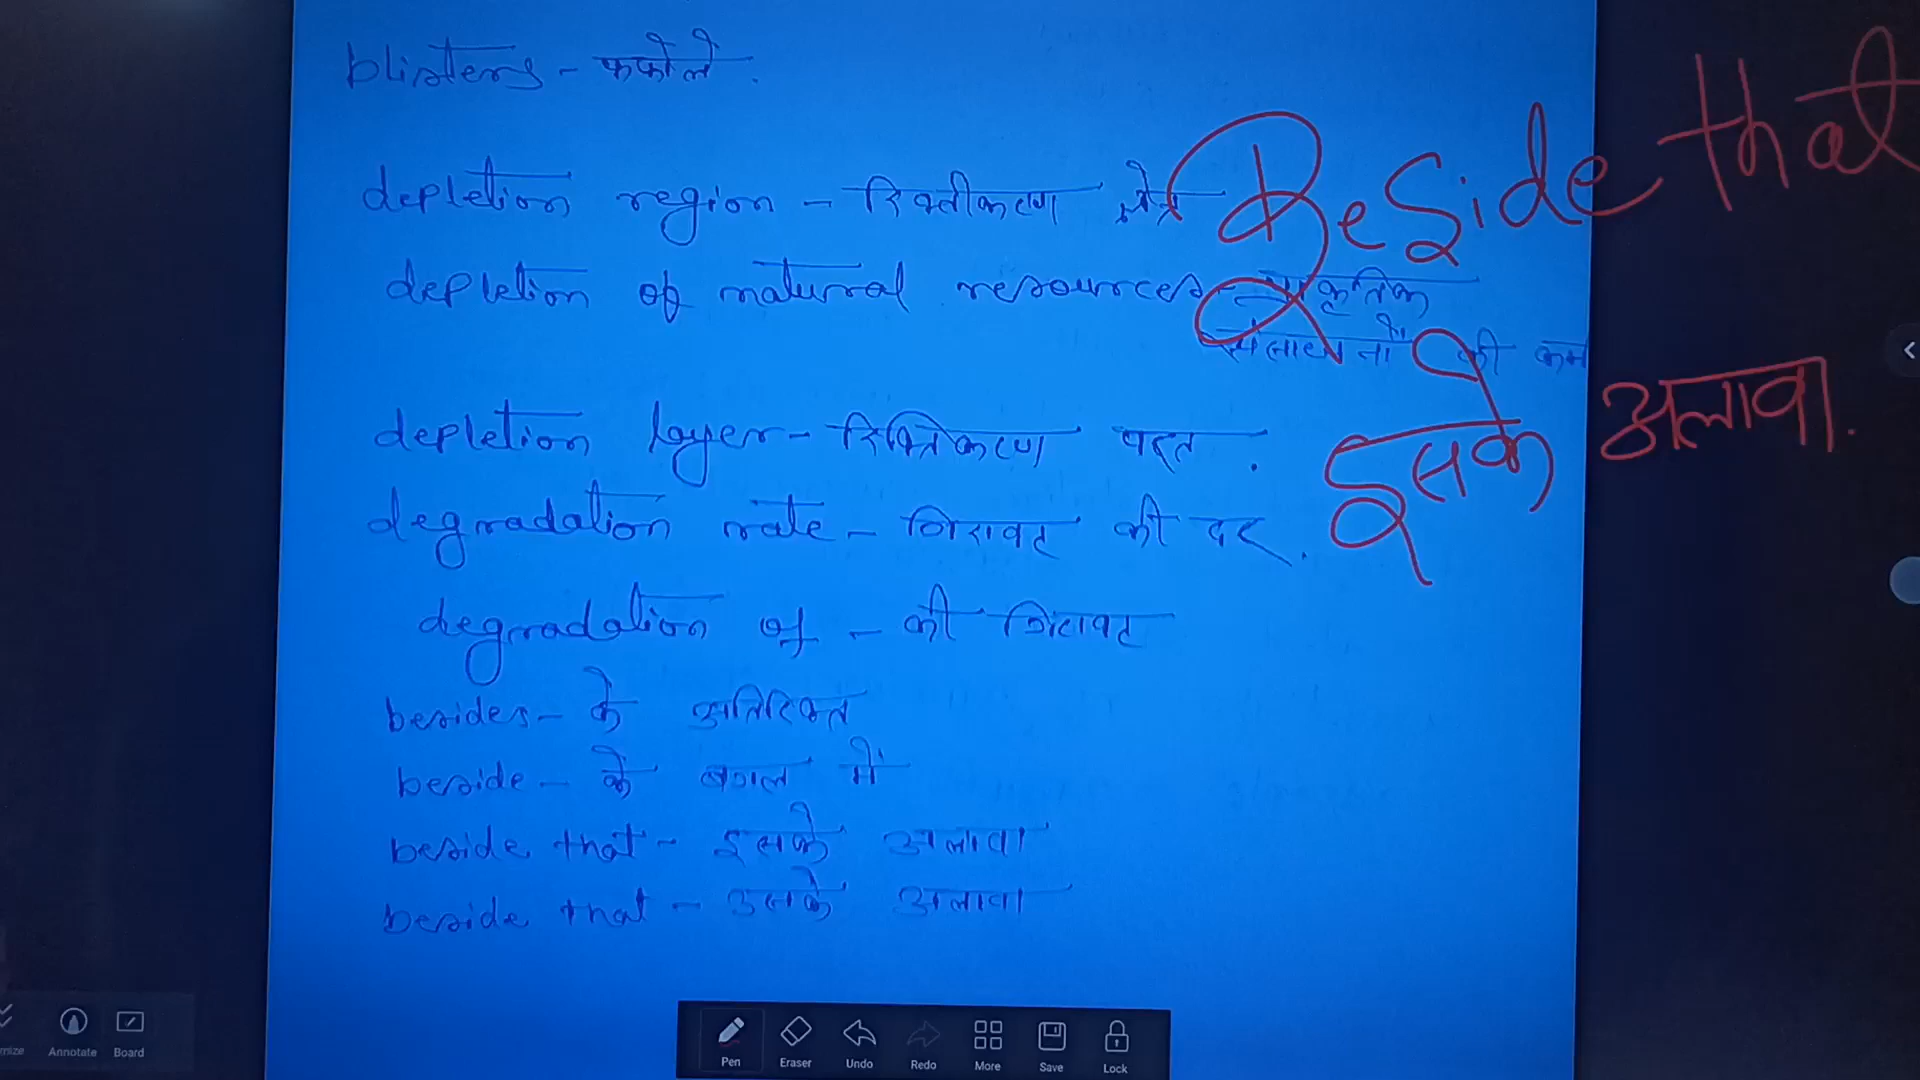 blisters - फफोले.
depletion region - रिक्तीकरण क्षेत्र
depletion of natural resources - प्राकृतिक
संसाधनों की कम
depletion layer - रिक्तिकरण परत.
degradation rate - गिरावट की दर.
degradation of - की गिरावट
besides - के अतिरिक्त
beside - के बगल में
beside that - इसके अलावा
beside that - उसके अलावा
Beside that
इसके अलावा.
Annotate Board
Pen Eraser Undo Redo More Save Lock